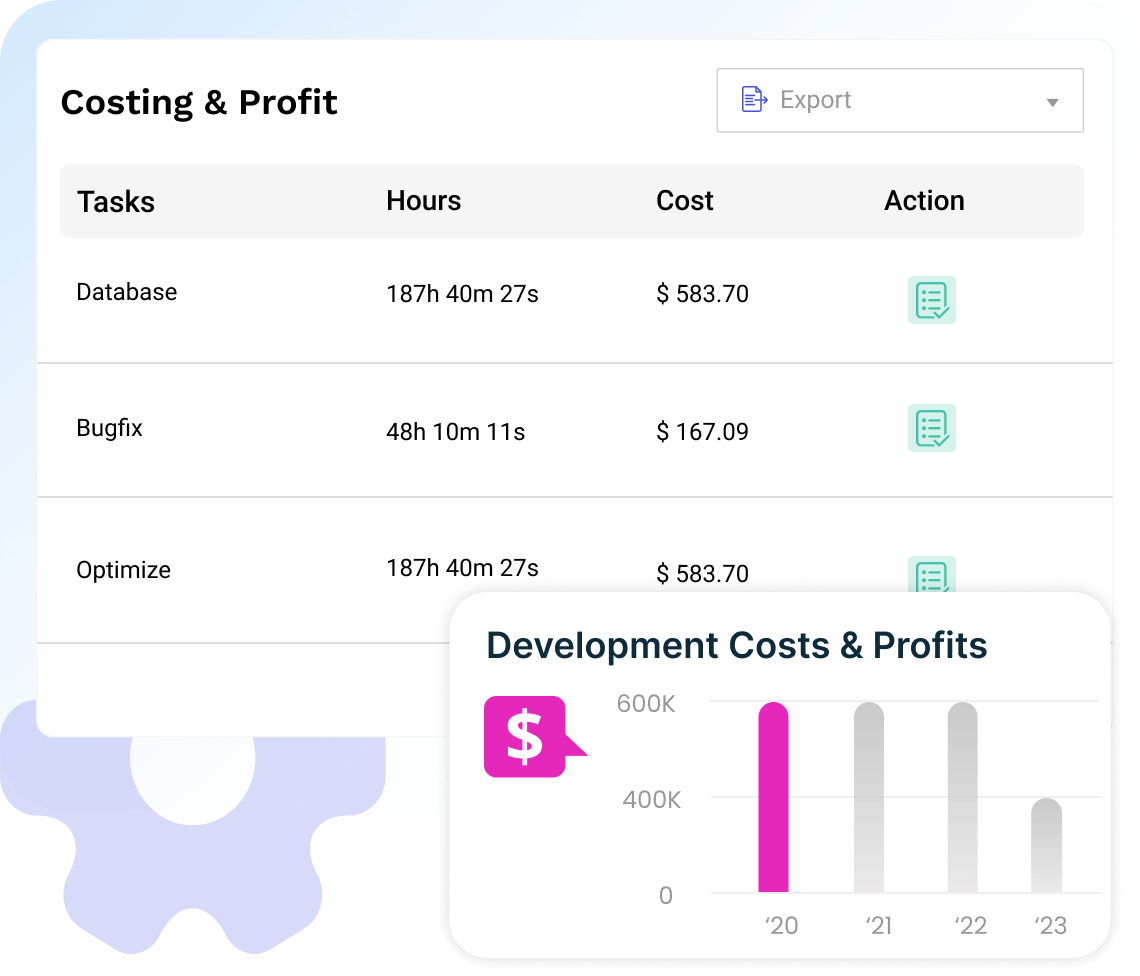 Costing & Profit
Export
Tasks Hours Cost Action
Database 187h 40m 27s $ 583.70
Bugfix 48h 10m 11s $ 167.09
Optimize 187h 40m 27s $ 583.70
Development Costs & Profits
$
600K
400K
0
‘20 ‘21 ‘22 ‘23